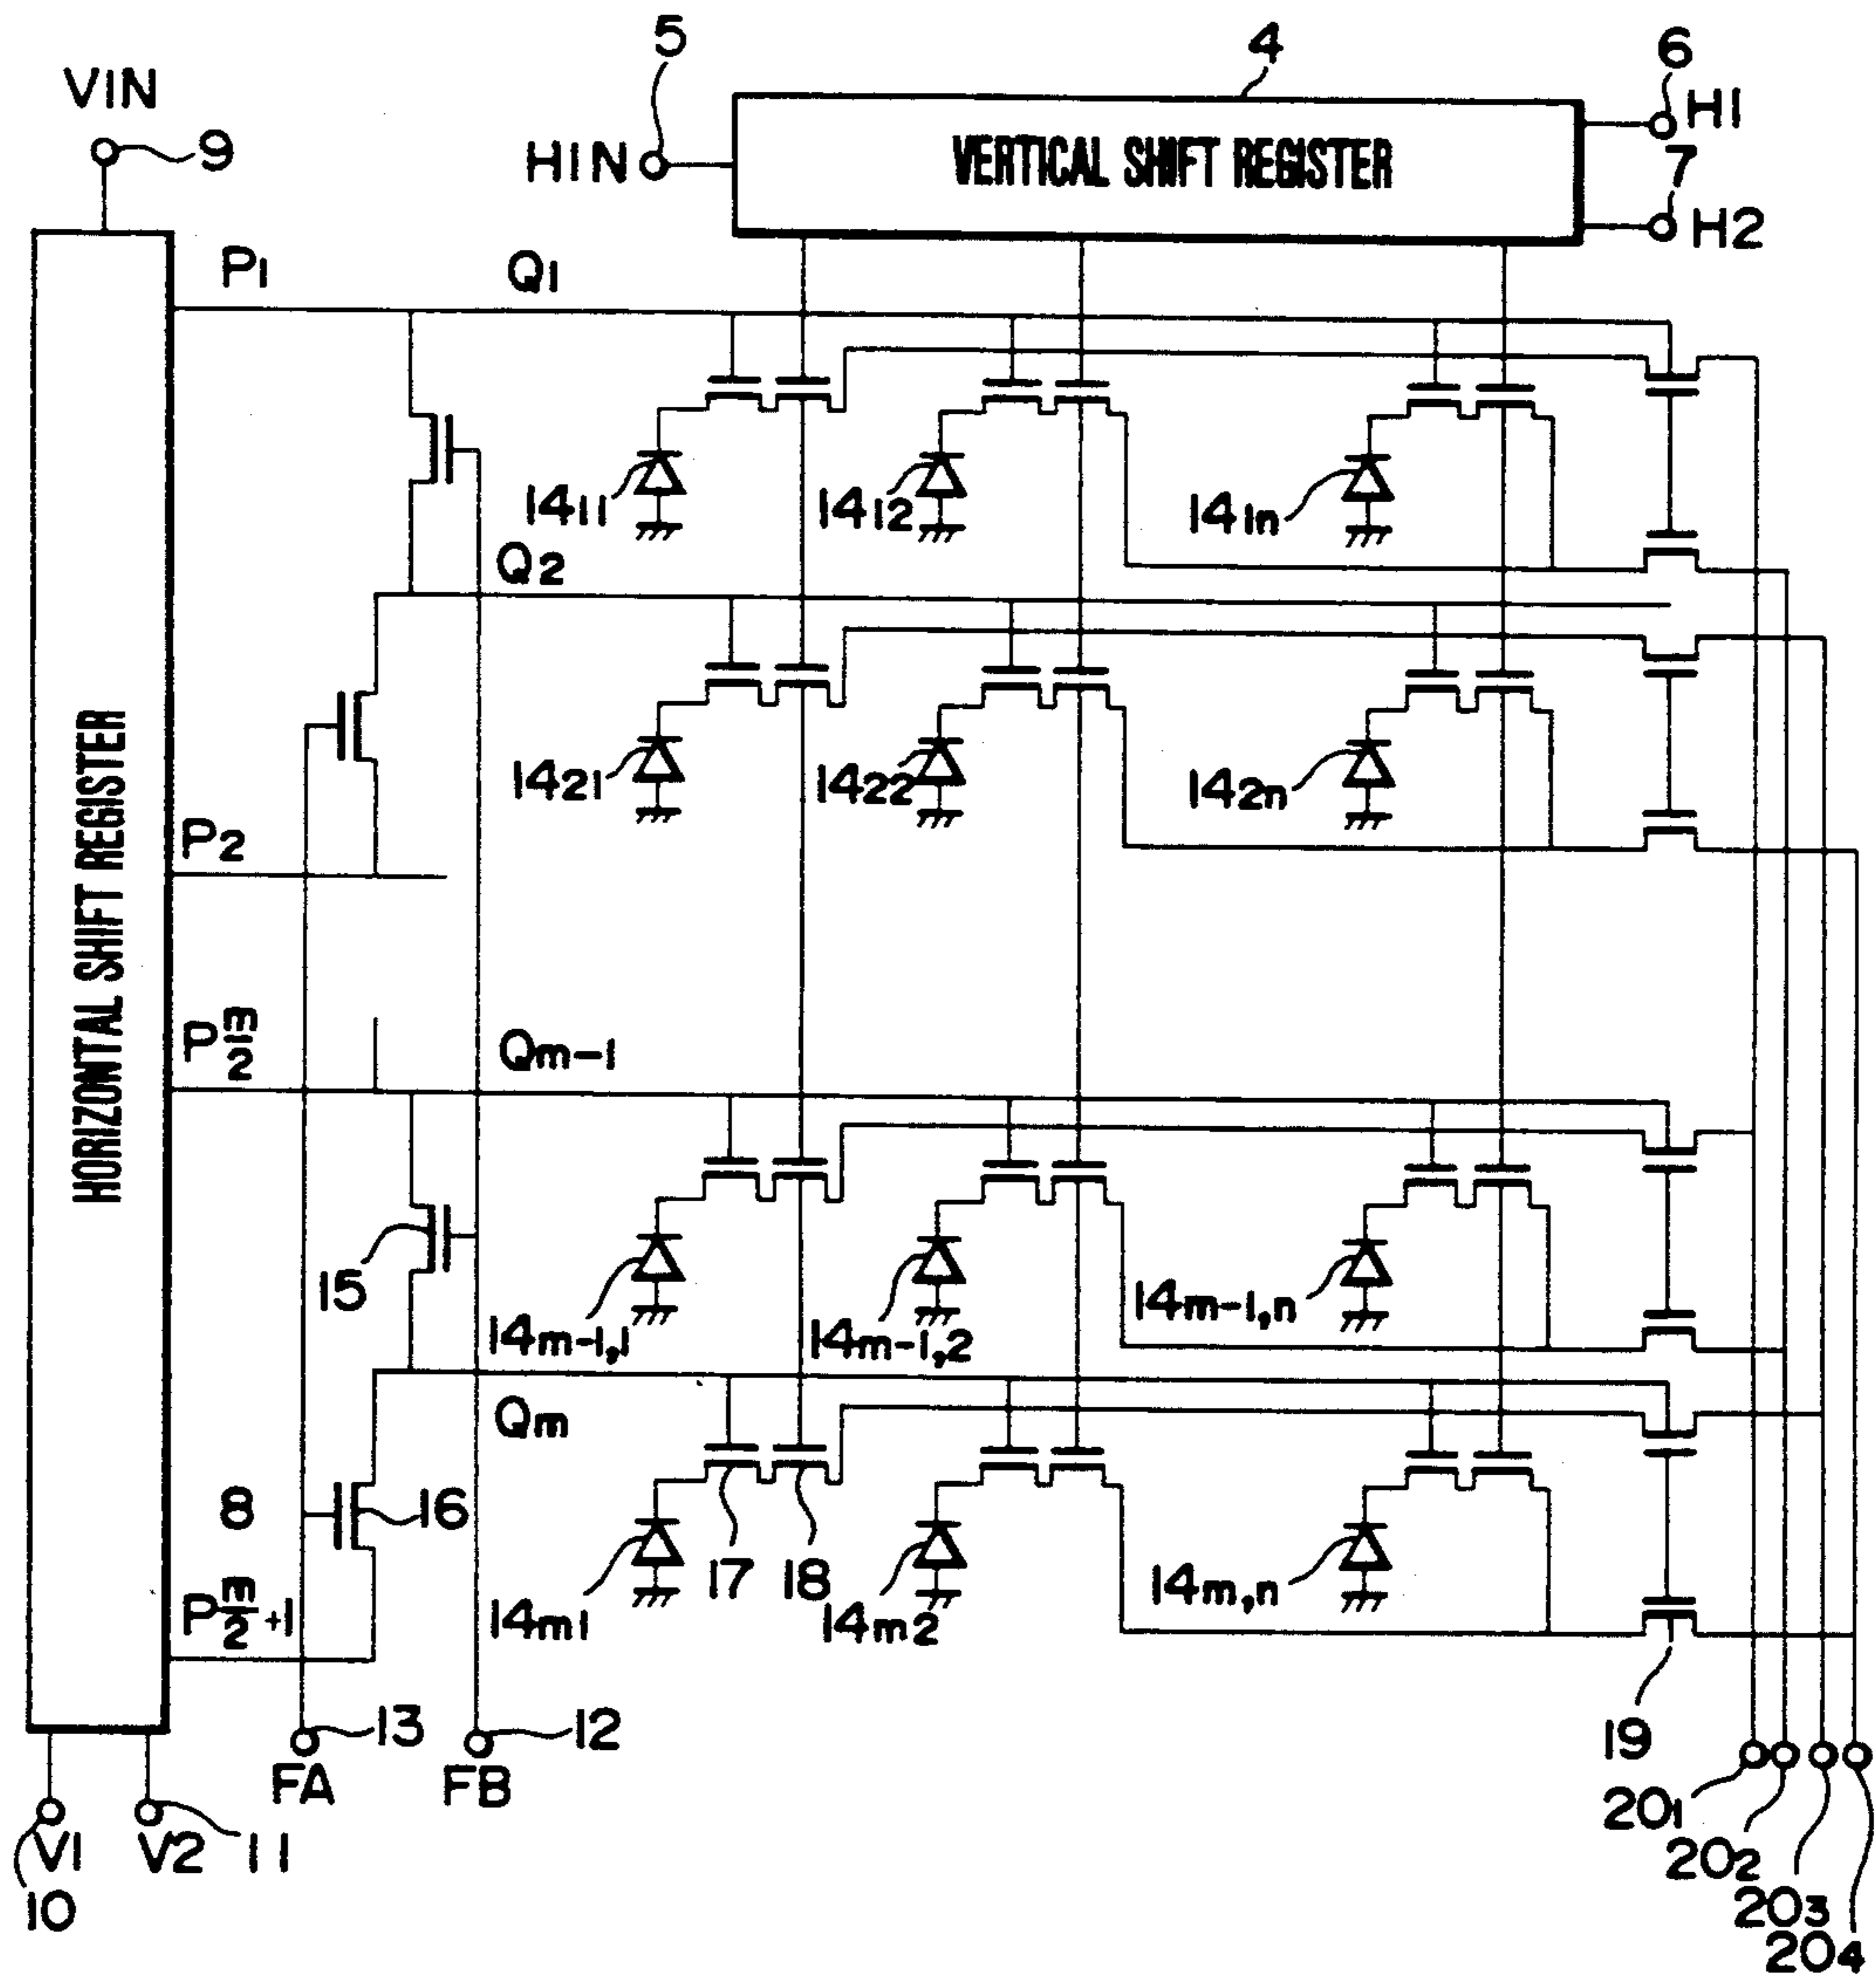 5
4
6
VIN
H1
9
HIN
VERTICAL SHIFT REGISTER
7
H2
P1
Q1
1411
1412
141n
Q2
1421
1422
142n
P2
HORIZONTAL SHIFT REGISTER
Pm/2
Qm-1
15
14m-1,1
14m-1,2
14m-1,n
Qm
8
16
17
18
14m1
14m2
14m,n
Pm/2+1
13
12
19
FA
FB
201
V1
V2
11
202
10
203
204